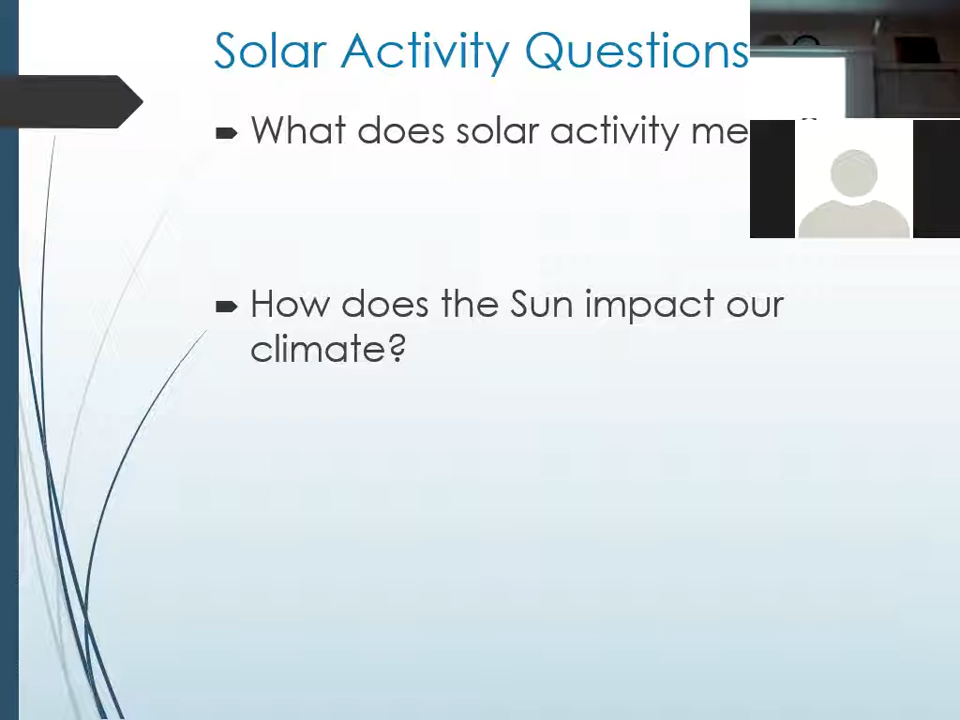 Solar Activity Questions
What does solar activity
How does the Sun impact our
climate?